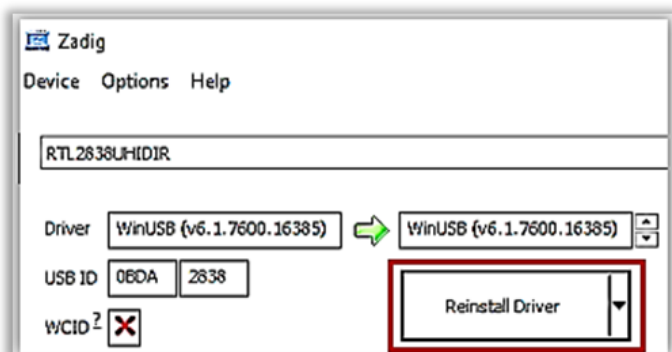 Zadig
Device Options Help
RTL2838UHIDIR
Driver WinUSB (v6.1.7600.16385) WinUSB (v6.1.7600.16385)
USB ID 0BDA 2838
Reinstall Driver
WCID ?